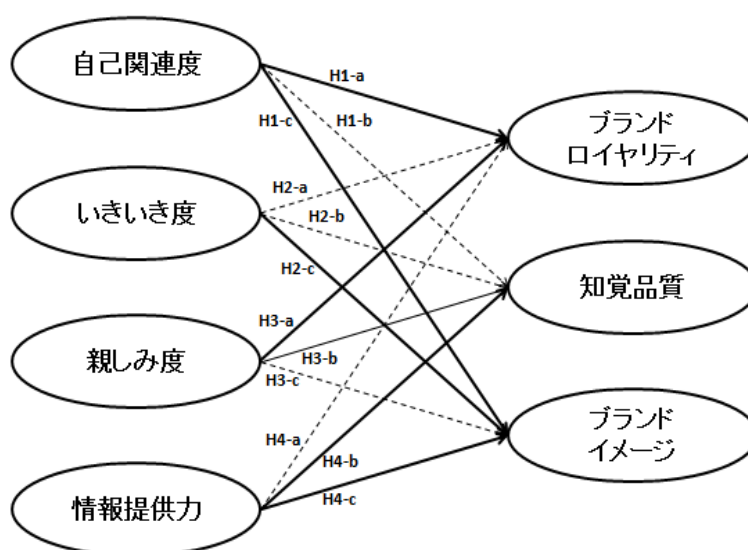 自己関連度
いきいき度
親しみ度
情報提供力
H1-a
H1-b
H1-c
H2-a
H2-b
H2-c
H3-a
H3-b
H3-c
H4-a
H4-b
H4-c
ブランド
ロイヤリティ
知覚品質
ブランド
イメージ